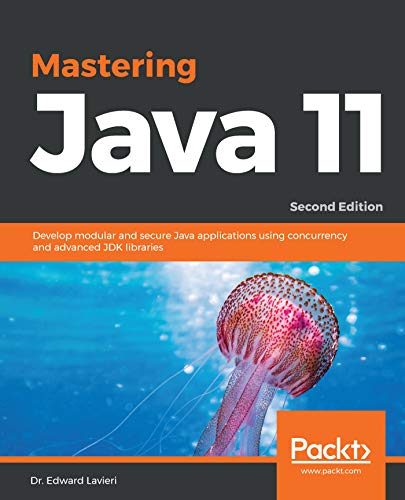 Mastering
Java 11
Second Edition
Develop modular and secure Java applications using concurrency
and advanced JDK libraries
Dr. Edward Lavieri
Packt>
www.packt.com